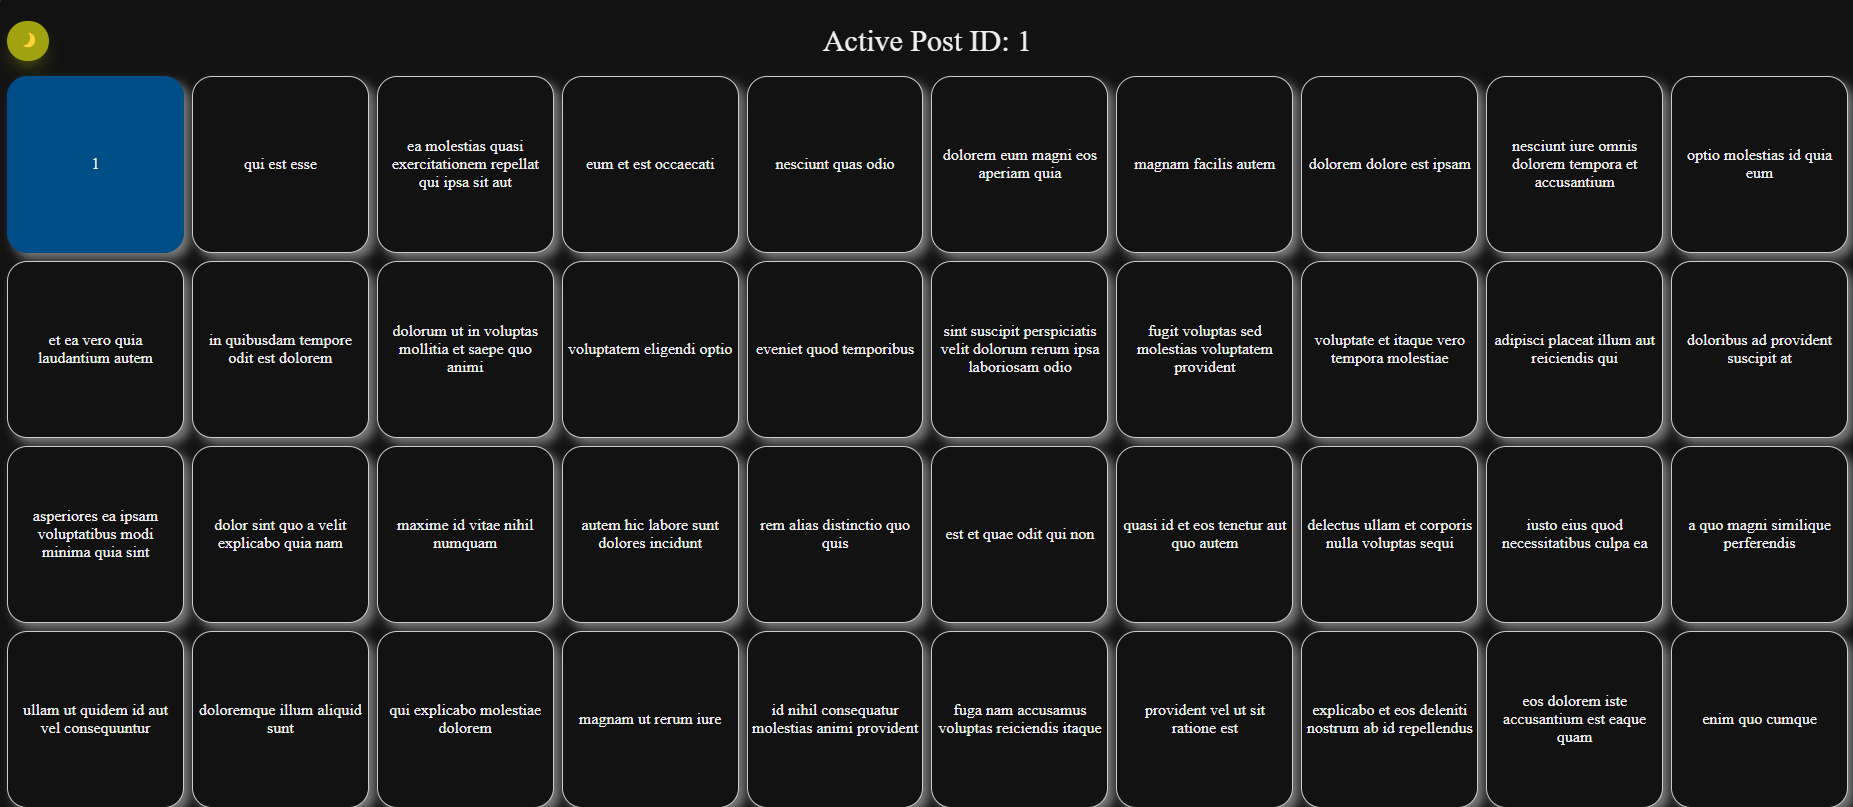 Active Post ID: 1
1
qui est esse
ea molestias quasi
exercitationem repellat
qui ipsa sit aut
eum et est occaecati
nesciunt quas odio
dolorem eum magni eos
aperiam quia
magnam facilis autem
dolorem dolore est ipsam
nesciunt iure omnis
dolorem tempora et
accusantium
optio molestias id quia
eum
et ea vero quia
laudantium autem
in quibusdam tempore
odit est dolorem
dolorum ut in voluptas
mollitia et saepe quo
animi
voluptatem eligendi optio
eveniet quod temporibus
sint suscipit perspiciatis
velit dolorum rerum ipsa
laboriosam odio
fugit voluptas sed
molestias voluptatem
provident
voluptate et itaque vero
tempora molestiae
adipisci placeat illum aut
reiciendis qui
doloribus ad provident
suscipit at
asperiores ea ipsam
voluptatibus modi
minima quia sint
dolor sint quo a velit
explicabo quia nam
maxime id vitae nihil
numquam
autem hic labore sunt
dolores incidunt
rem alias distinctio quo
quis
est et quae odit qui non
quasi id et eos tenetur aut
quo autem
delectus ullam et corporis
nulla voluptas sequi
iusto eius quod
necessitatibus culpa ea
a quo magni similique
perferendis
ullam ut quidem id aut
vel consequuntur
doloremque illum aliquid
sunt
qui explicabo molestiae
dolorem
magnam ut rerum iure
id nihil consequatur
molestias animi provident
fuga nam accusamus
voluptas reiciendis itaque
provident vel ut sit
ratione est
explicabo et eos deleniti
nostrum ab id repellendus
eos dolorem iste
accusantium est eaque
quam
enim quo cumque